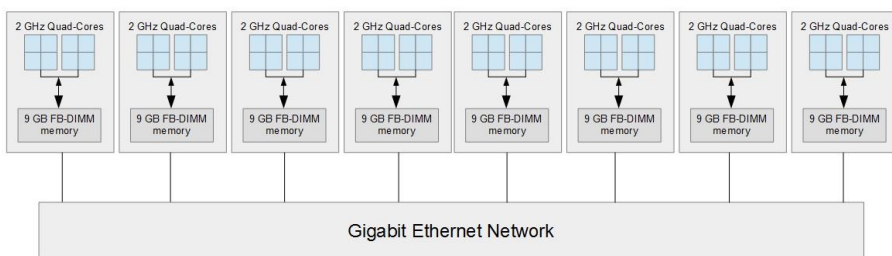 2 GHz Quad-Cores 2 GHz Quad-Cores 2 GHz Quad-Cores 2 GHz Quad-Cores 2 GHz Quad-Cores 2 GHz Quad-Cores 2 GHz Quad-Cores 2 GHz Quad-Cores
9 GB FB-DIMM 9 GB FB-DIMM 9 GB FB-DIMM 9 GB FB-DIMM 9 GB FB-DIMM 9 GB FB-DIMM 9 GB FB-DIMM 9 GB FB-DIMM
memory memory memory memory memory memory memory memory
Gigabit Ethernet Network